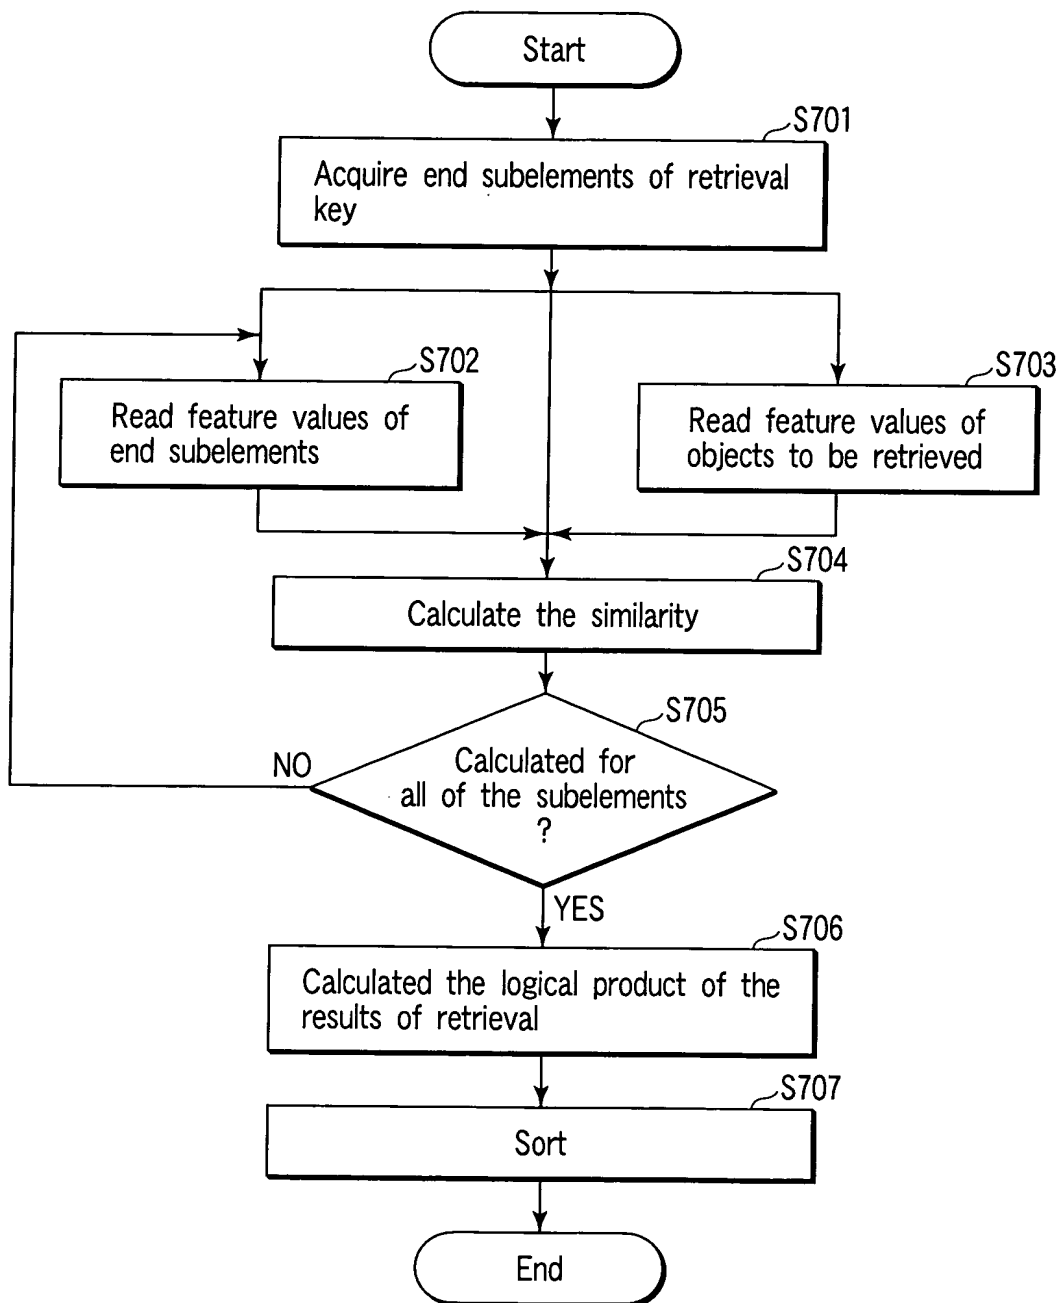 Start
S701
Acquire end subelements of retrieval
key
S702
Read feature values of
end subelements
S703
Read feature values of
objects to be retrieved
S704
Calculate the similarity
S705
Calculated for
all of the subelements
?
NO
YES
S706
Calculated the logical product of the
results of retrieval
S707
Sort
End